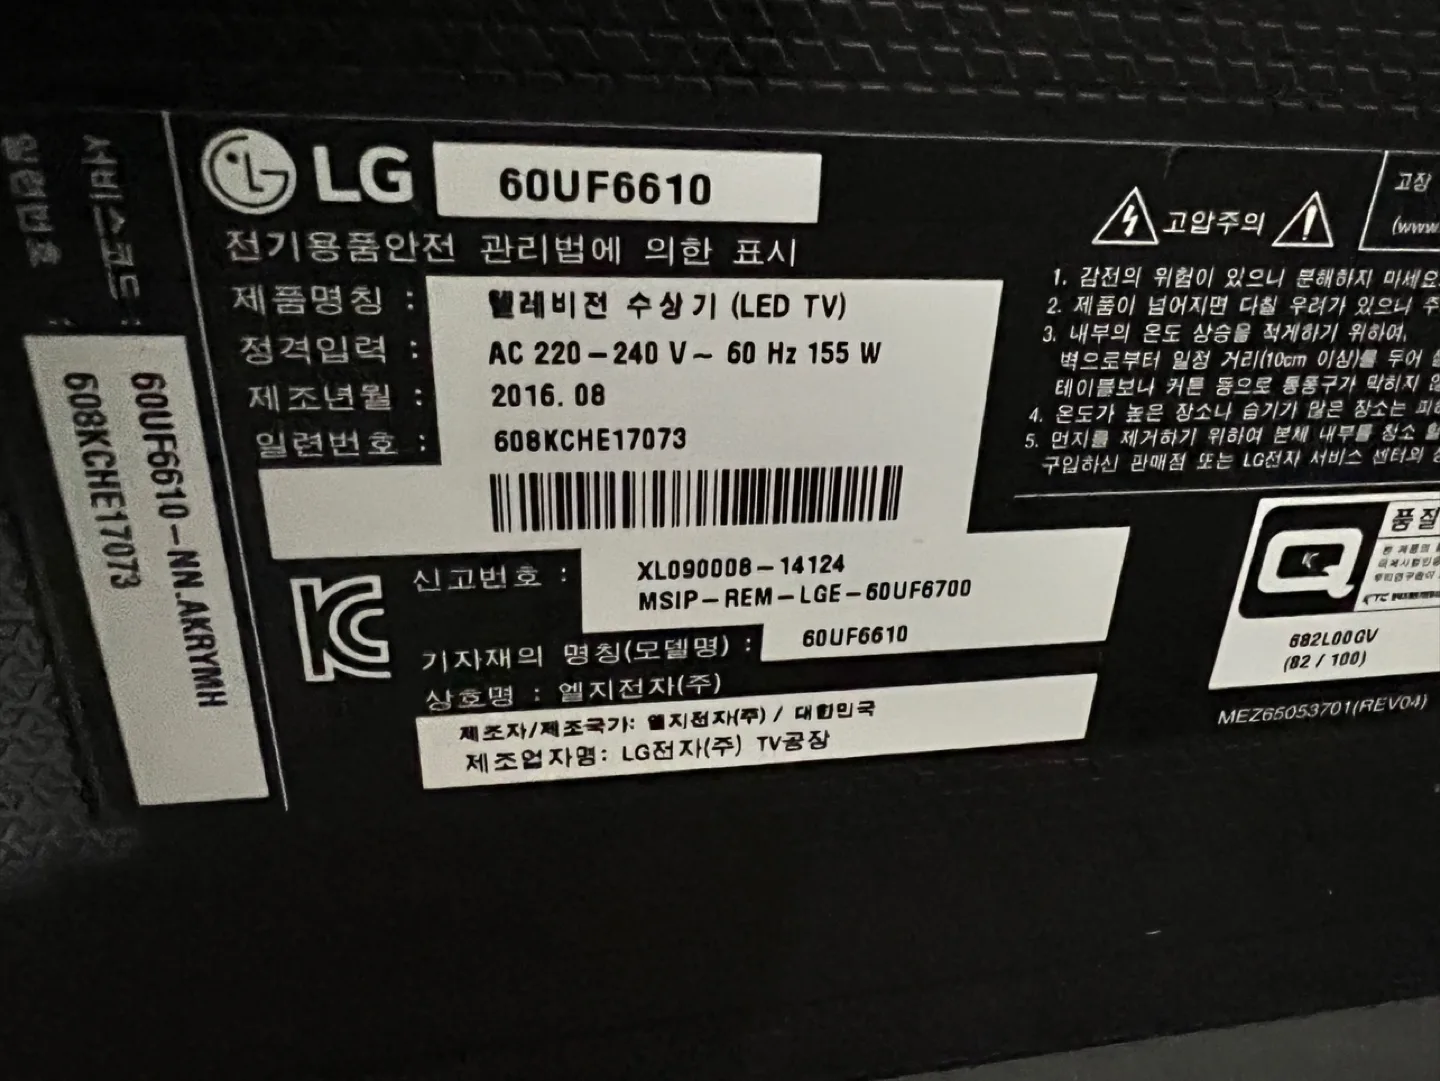 일련번호 :
서비스코드 :
60UF6610-NN.AKRYMH
608KCHE17073
LG 60UF6610
전기용품안전 관리법에 의한 표시
제품명칭 : 텔레비전 수상기 (LED TV)
정격입력 : AC 220-240 V~ 60 Hz 155 W
제조년월 : 2016. 08
일련번호 : 608KCHE17073
신고번호 : XL090008-14124
MSIP-REM-LGE-60UF6700
기자재의 명칭(모델명) : 60UF6610
상호명 : 엘지전자(주)
제조자/제조국가: 엘지전자(주) / 대한민국
제조업자명: LG전자(주) TV공장
고압주의
고장
(www.
1. 감전의 위험이 있으니 분해하지 마세요
2. 제품이 넘어지면 다칠 우려가 있으니 주
3. 내부의 온도 상승을 적게하기 위하여,
벽으로부터 일정 거리(10cm 이상)를 두어
테이블보나 커튼 등으로 통풍구가 막히지
4. 온도가 높은 장소나 습기가 많은 장소는 피
5. 먼지를 제거하기 위하여 본체 내부를 청소
구입하신 판매점 또는 LG전자 서비스 센터의
Q
품질
682L00GV
(82 / 100)
MEZ65053701(REV04)